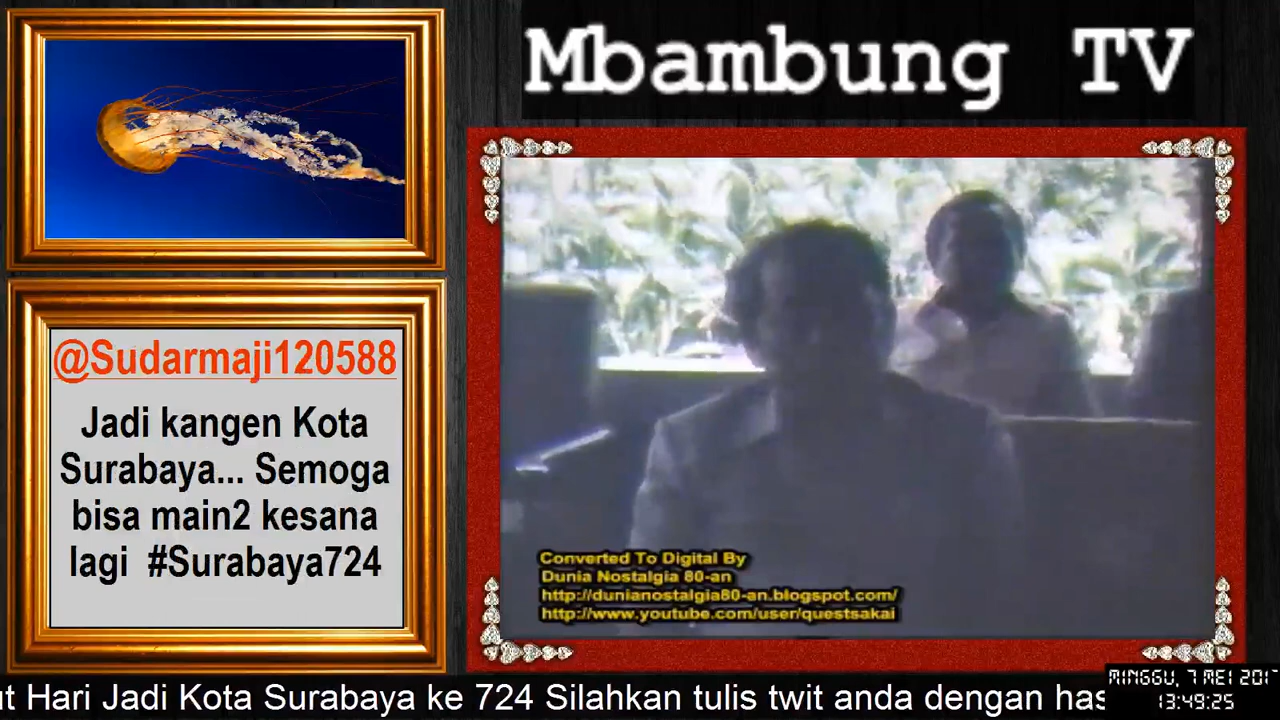 Mbambung TV
@Sudarmaji120588
Jadi kangen Kota
Surabaya... Semoga
bisa main2 kesana
lagi #Surabaya724
Converted To Digital By
Dunia Nostalgia 80-an
http://dunianostalgia80-an.blogspot.com/
http://www.youtube.com/user/questsakai
Hari Jadi Kota Surabaya ke 724 Silahkan tulis twit anda dengan
MINGGU, 7 MEI 201
13:49:25